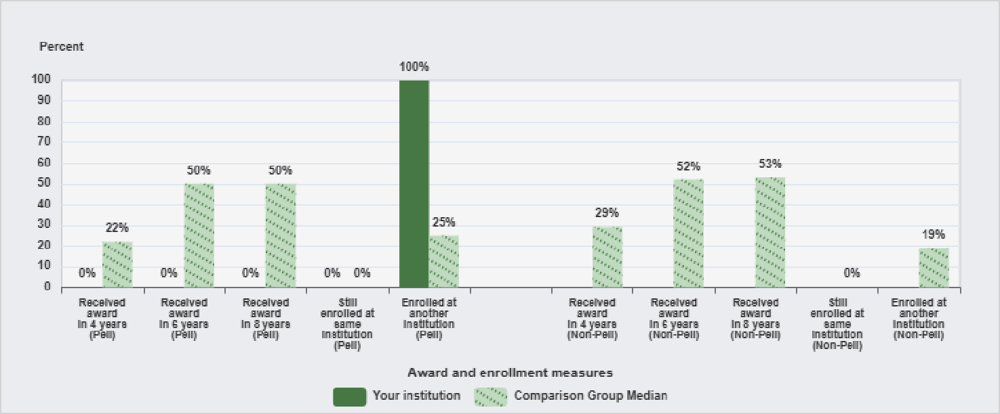 Percent
100%
100
90
80
70
60
50
40
30
20
10
0
0%
22%
0%
50%
0%
50%
0%
0%
25%
29%
52%
53%
0%
19%
Received
award
in 4 years
(Pell)
Received
award
in 6 years
(Pell)
Received
award
in 8 years
(Pell)
Still
enrolled at
same
institution
(Pell)
Enrolled at
another
institution
(Pell)
Received
award
in 4 years
(Non-Pell)
Received
award
in 6 years
(Non-Pell)
Received
award
in 8 years
(Non-Pell)
Still
enrolled at
same
institution
(Non-Pell)
Enrolled at
another
institution
(Non-Pell)
Award and enrollment measures
Your institution
Comparison Group Median